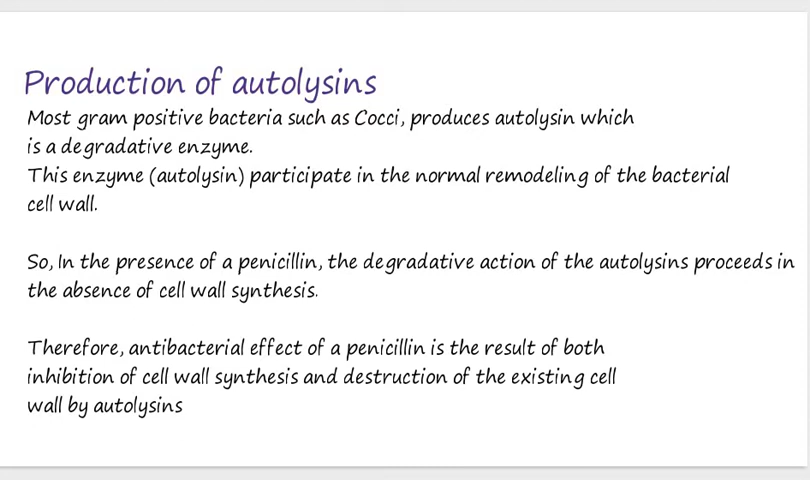 Production of autolysins
Most gram positive bacteria such as Cocci, produces autolysin which
is a degradative enzyme.
This enzyme (autolysin) participate in the normal remodeling of the bacterial
cell wall.
So, In the presence of a penicillin, the degradative action of the autolysins proceeds in
the absence of cell wall synthesis.
Therefore, antibacterial effect of a penicillin is the result of both
inhibition of cell wall synthesis and destruction of the existing cell
wall by autolysins